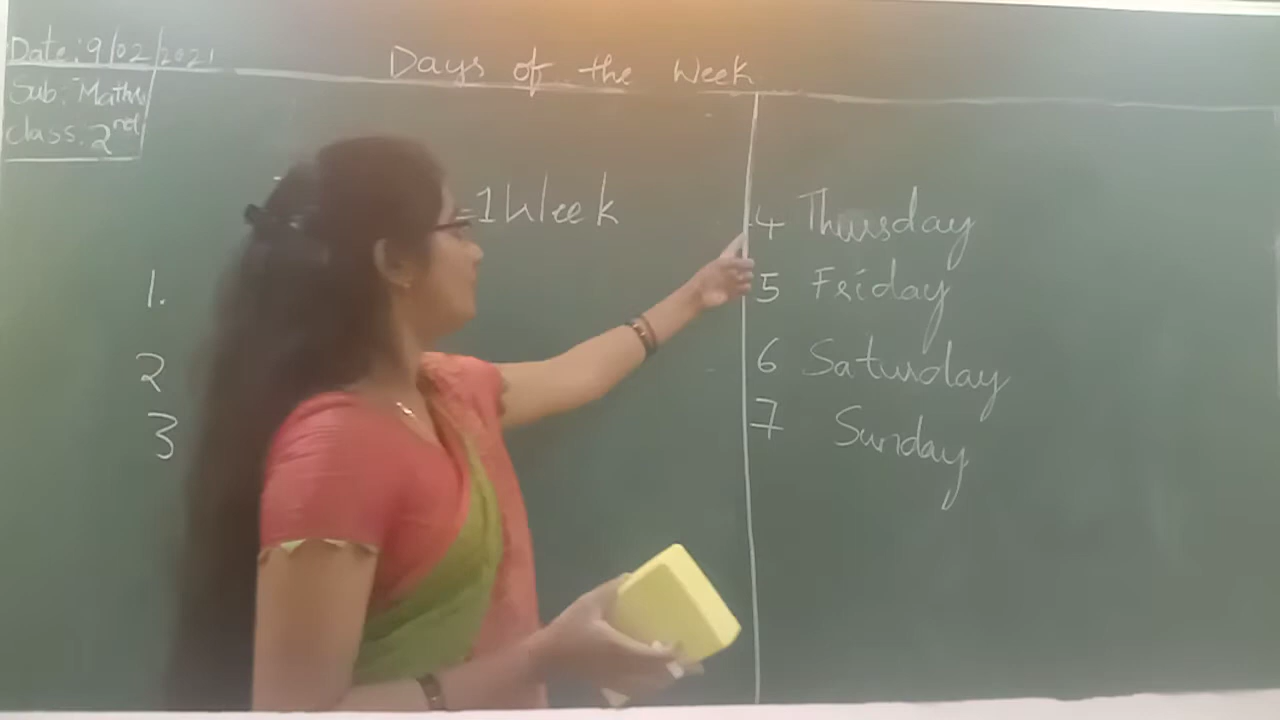 Date: 9/02/2021
Days of the Week
Sub: Maths
Class: 2nd
=1 Week
1.
2
3
4 Thursday
5 Friday
6 Saturday
7 Sunday